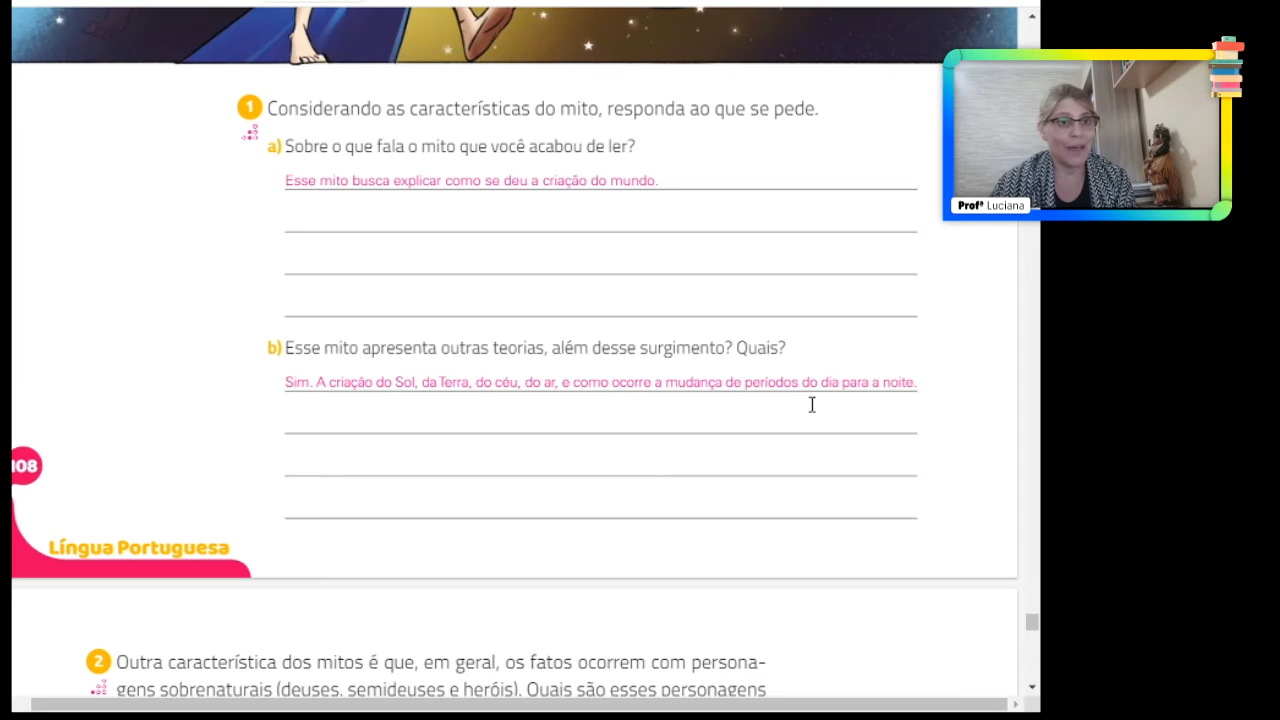 1 Considerando as características do mito, responda ao que se pede.
a) Sobre o que fala o mito que você acabou de ler?
Esse mito busca explicar como se deu a criação do mundo.
b) Esse mito apresenta outras teorias, além desse surgimento? Quais?
Sim. A criação do Sol, da Terra, do céu, do ar, e como ocorre a mudança de períodos do dia para a noite.
108
Língua Portuguesa
2 Outra característica dos mitos é que, em geral, os fatos ocorrem com persona-
gens sobrenaturais (deuses, semideuses e heróis). Quais são esses personagens
Profª Luciana